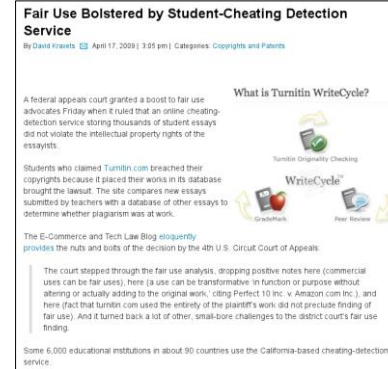 Fair Use Bolstered by Student-Cheating Detection
Service
By David Kravets April 17, 2009 | 3:05 pm | Categories: Copyrights and Patents
What is Turnitin WriteCycle?
A federal appeals court granted a boost to fair use
advocates Friday when it ruled that an online cheating-
detection service storing thousands of student essays
did not violate the intellectual property rights of the
essayists.
Turnitin Originality Checking
Students who claimed Turnitin.com breached their
copyrights because it placed their works in its database
brought the lawsuit. The site compares new essays
submitted by teachers with a database of other essays to
determine whether plagiarism was at work.
WriteCycle
GradeMark
Peer Review
The E-Commerce and Tech Law Blog eloquently
provides the nuts and bolts of the decision by the 4th U.S. Circuit Court of Appeals:
The court stepped through the fair use analysis, dropping positive notes here (commercial
uses can be fair uses), here (a use can be transformative 'in function or purpose without
altering or actually adding to the original work,' citing Perfect 10 Inc. v. Amazon.com Inc.), and
here (fact that turnitin.com used the entirety of the plaintiff's work did not preclude finding of
fair use). And it turned back a lot of other, small-bore challenges to the district court's fair use
finding.
Some 6,000 educational institutions in about 90 countries use the California-based cheating-detection
service.